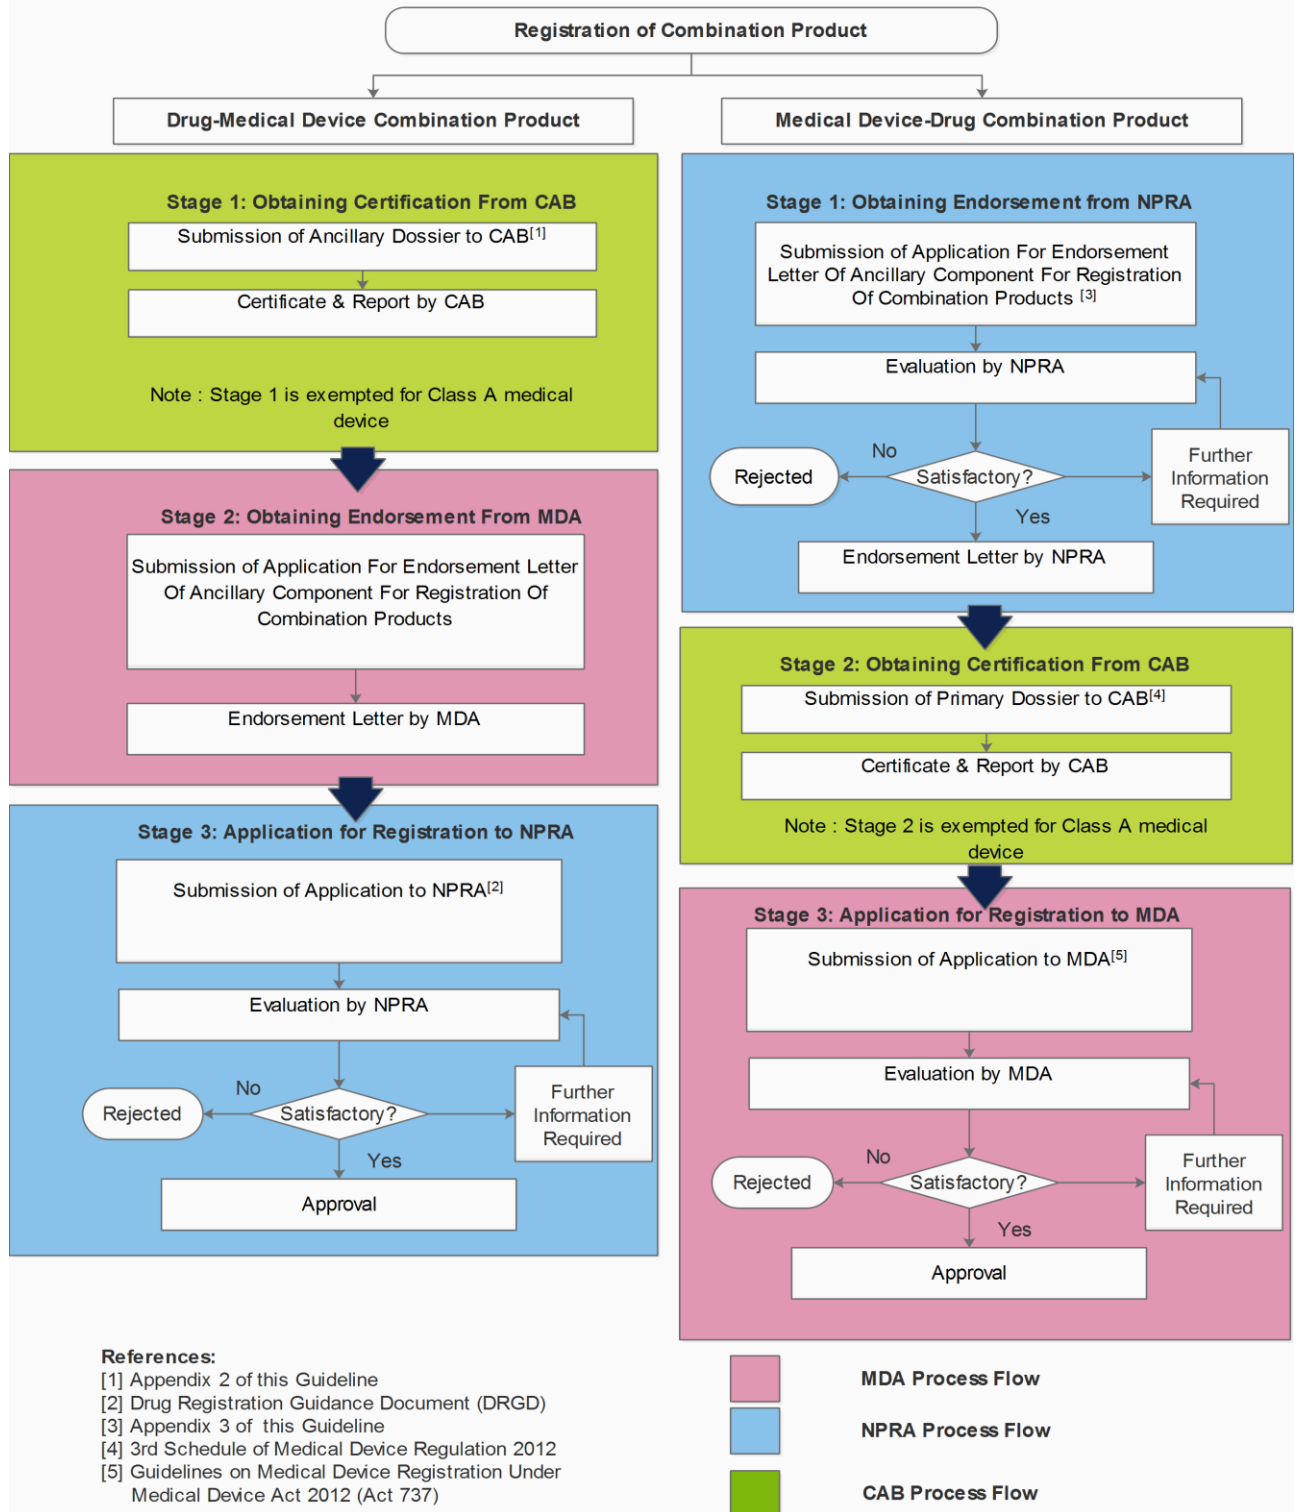 Registration of Combination Product
Drug-Medical Device Combination Product
Stage 1: Obtaining Certification From CAB
Submission of Ancillary Dossier to CAB[1]
Certificate & Report by CAB
Note : Stage 1 is exempted for Class A medical
device
Stage 2: Obtaining Endorsement From MDA
Submission of Application For Endorsement Letter
Of Ancillary Component For Registration Of
Combination Products
Endorsement Letter by MDA
Stage 3: Application for Registration to NPRA
Submission of Application to NPRA[2]
Evaluation by NPRA
No
Rejected
Satisfactory?
Further
Information
Required
Yes
Approval
Medical Device-Drug Combination Product
Stage 1: Obtaining Endorsement from NPRA
Submission of Application For Endorsement
Letter Of Ancillary Component For Registration
Of Combination Products [3]
Evaluation by NPRA
No
Rejected
Satisfactory?
Further
Information
Required
Yes
Endorsement Letter by NPRA
Stage 2: Obtaining Certification From CAB
Submission of Primary Dossier to CAB[4]
Certificate & Report by CAB
Note : Stage 2 is exempted for Class A medical
device
Stage 3: Application for Registration to MDA
Submission of Application to MDA[5]
Evaluation by MDA
No
Rejected
Satisfactory?
Further
Information
Required
Yes
Approval
References:
[1] Appendix 2 of this Guideline
[2] Drug Registration Guidance Document (DRGD)
[3] Appendix 3 of  this Guideline
[4] 3rd Schedule of Medical Device Regulation 2012
[5] Guidelines on Medical Device Registration Under
Medical Device Act 2012 (Act 737)
MDA Process Flow
NPRA Process Flow
CAB Process Flow